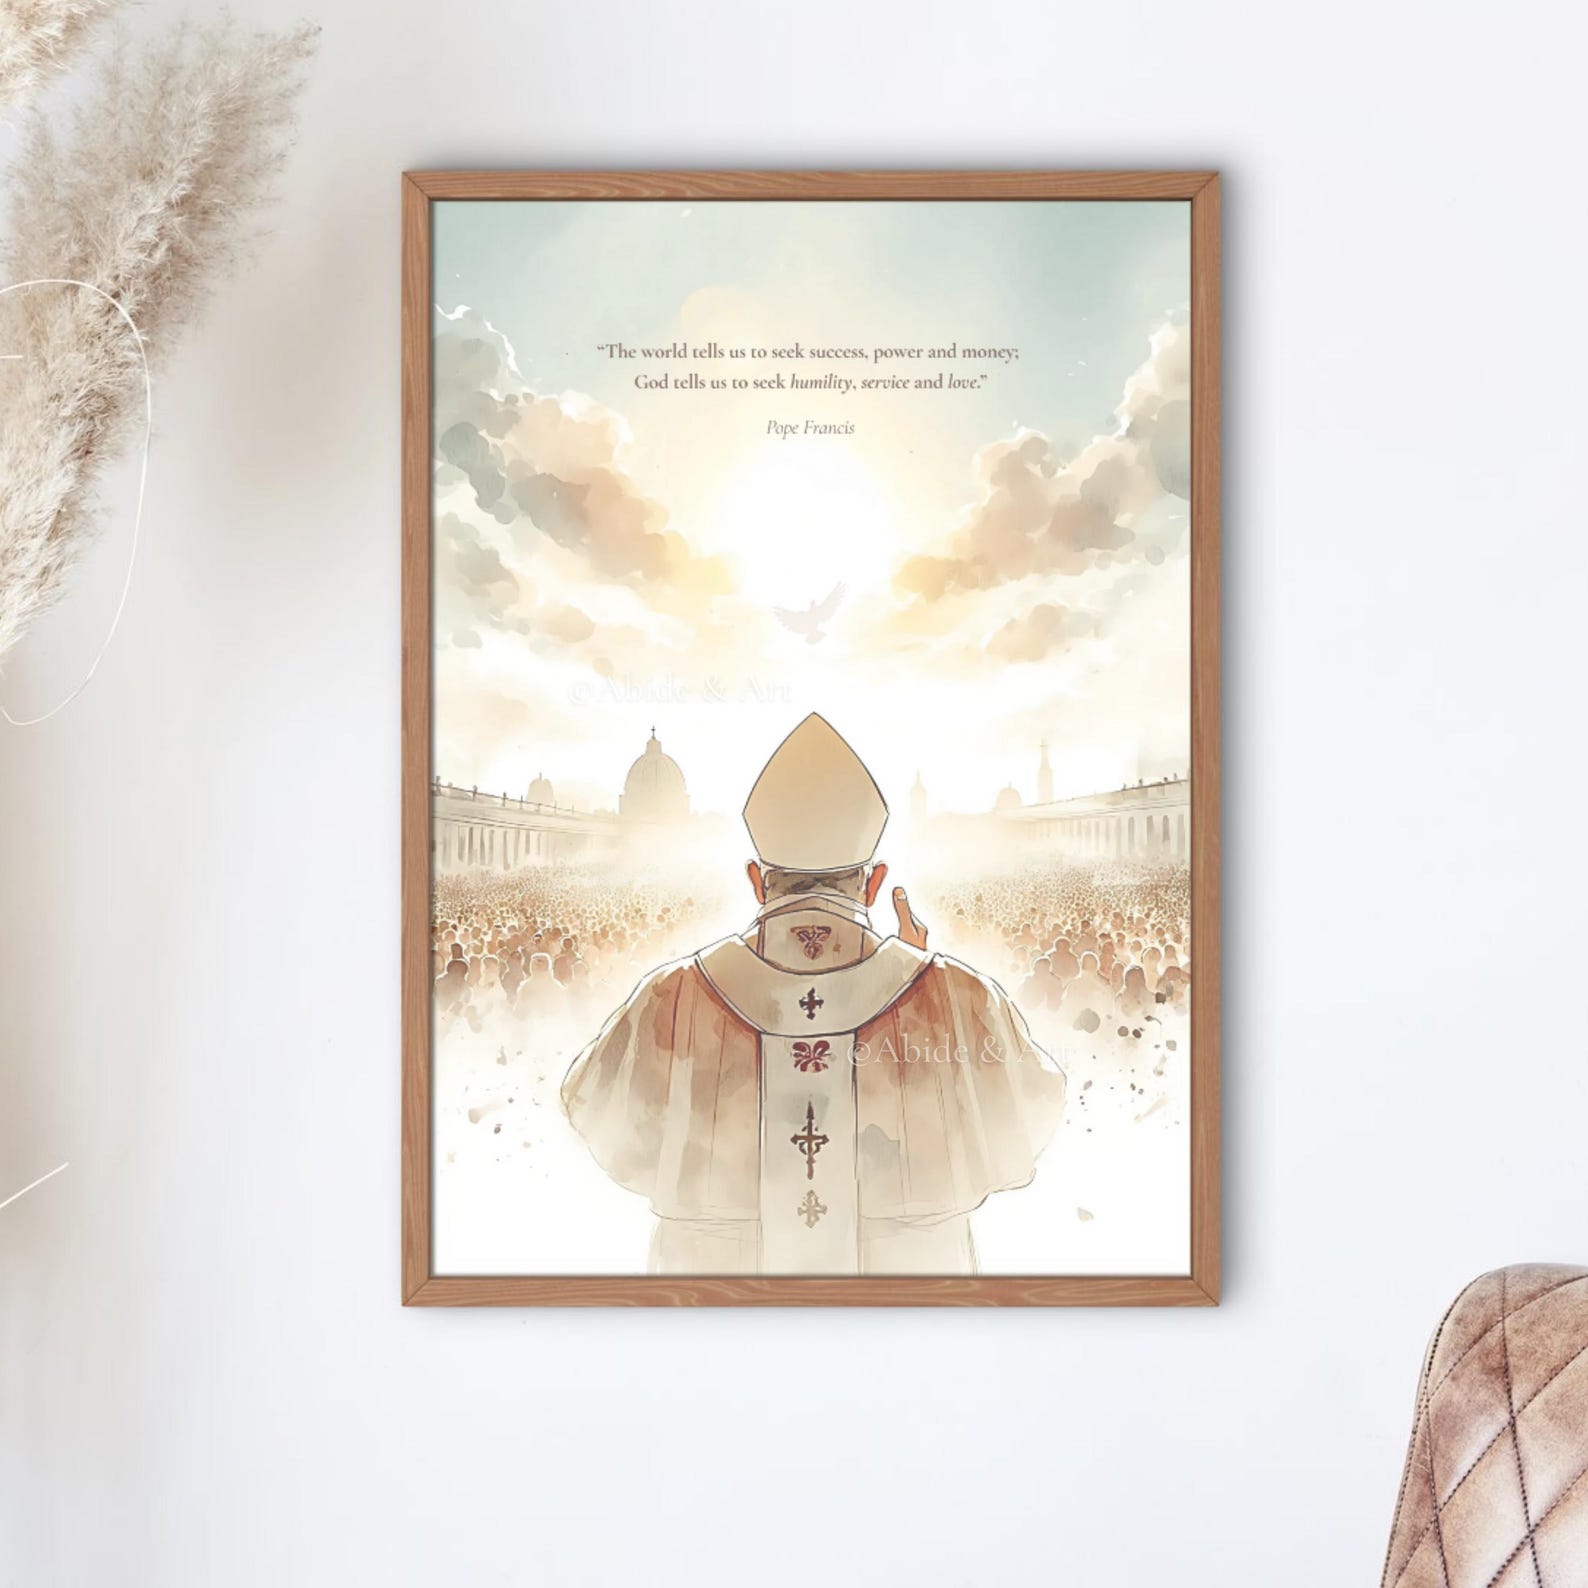 “The world tells us to seek success, power and money;
God tells us to seek humility, service and love.”
Pope Francis
©Abide & Art
©Abide & Art